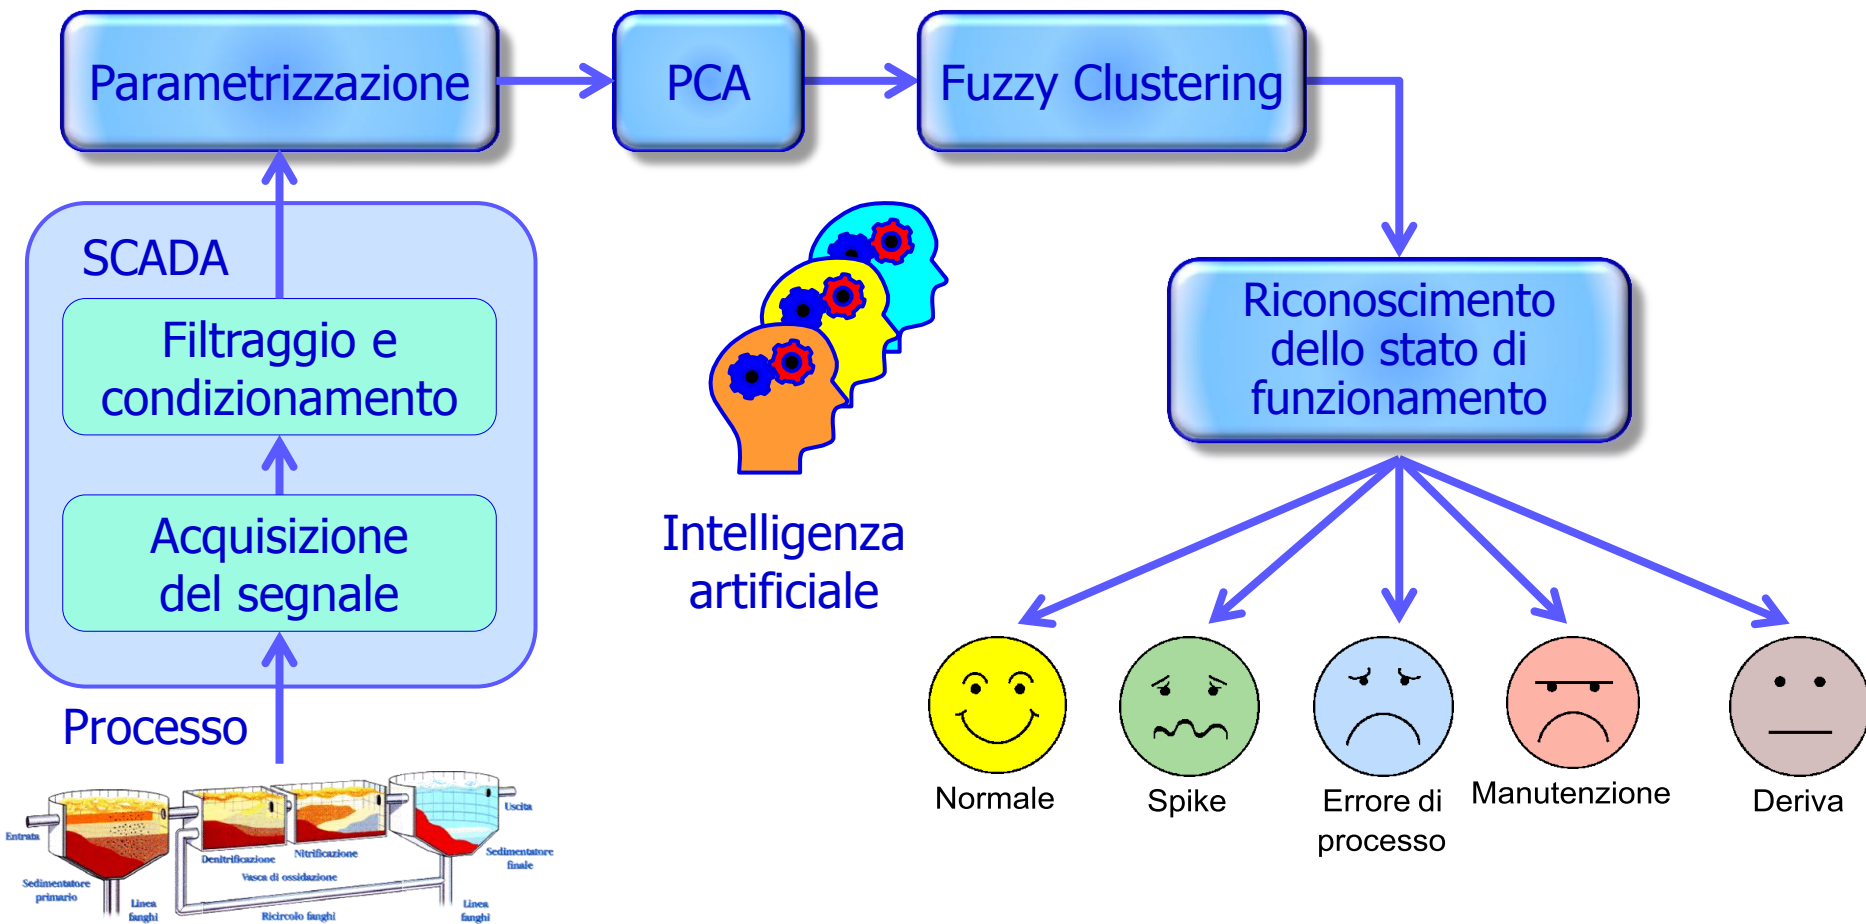 Parametrizzazione
PCA
Fuzzy Clustering
SCADA
Filtraggio e
condizionamento
Acquisizione
del segnale
Processo
Intelligenza
artificiale
Riconoscimento
dello stato di
funzionamento
Normale
Spike
Errore di
processo
Manutenzione
Deriva
Entrata
Sedimentatore
primario
Linea
fanghi
Denitrificazione
Nitrificazione
Vasca di ossidazione
Ricircolo fanghi
Uscita
Sedimentatore
finale
Linea
fanghi